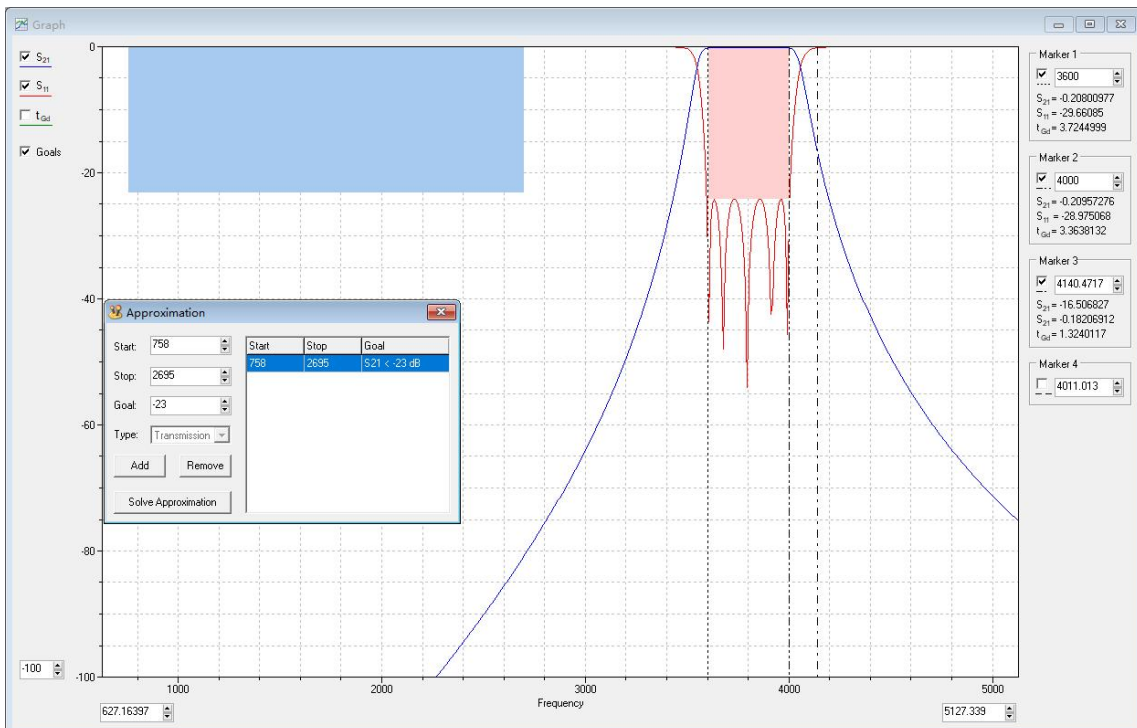 Graph
S21
S11
tGd
Goals
0
-20
-40
-60
-80
-100
-100
1000
2000
3000
4000
5000
Frequency
627.16397
5127.339
Marker 1
3600
S21 = -0.20800977
S11 = -29.66085
tGd = 3.7244999
Marker 2
4000
S21 = -0.20957276
S11 = -28.975068
tGd = 3.3638132
Marker 3
4140.4717
S21 = -16.506827
S21 = -0.18206912
tGd = 1.3240117
Marker 4
4011.013
Approximation
Start: 758
Stop: 2695
Goal: -23
Type: Transmission
Add Remove
Solve Approximation
Start Stop Goal
758 2695 S21 < -23 dB